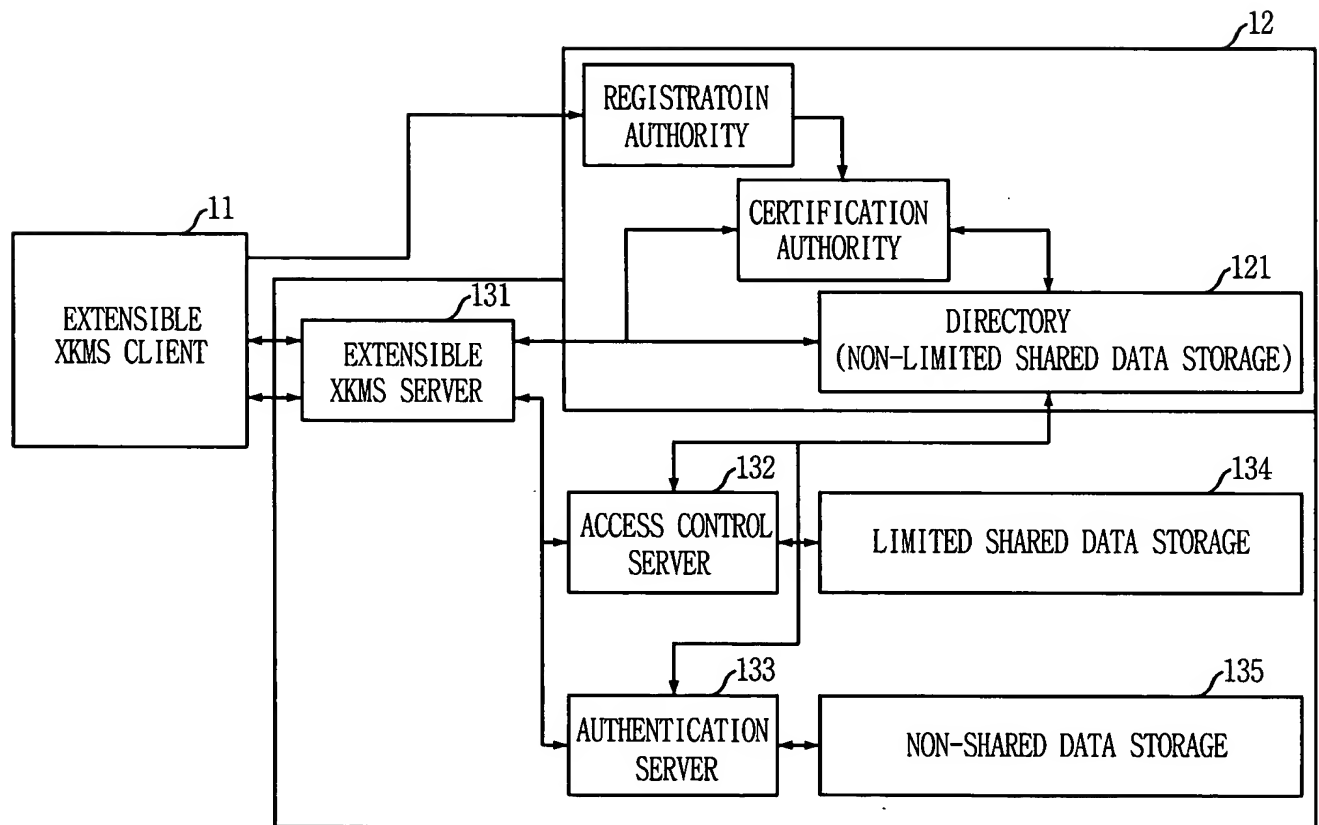 12
REGISTRATOIN
AUTHORITY
CERTIFICATION
AUTHORITY
11
EXTENSIBLE
XKMS CLIENT
131
EXTENSIBLE
XKMS SERVER
121
DIRECTORY
(NON-LIMITED SHARED DATA STORAGE)
132
ACCESS CONTROL
SERVER
134
LIMITED SHARED DATA STORAGE
133
AUTHENTICATION
SERVER
135
NON-SHARED DATA STORAGE